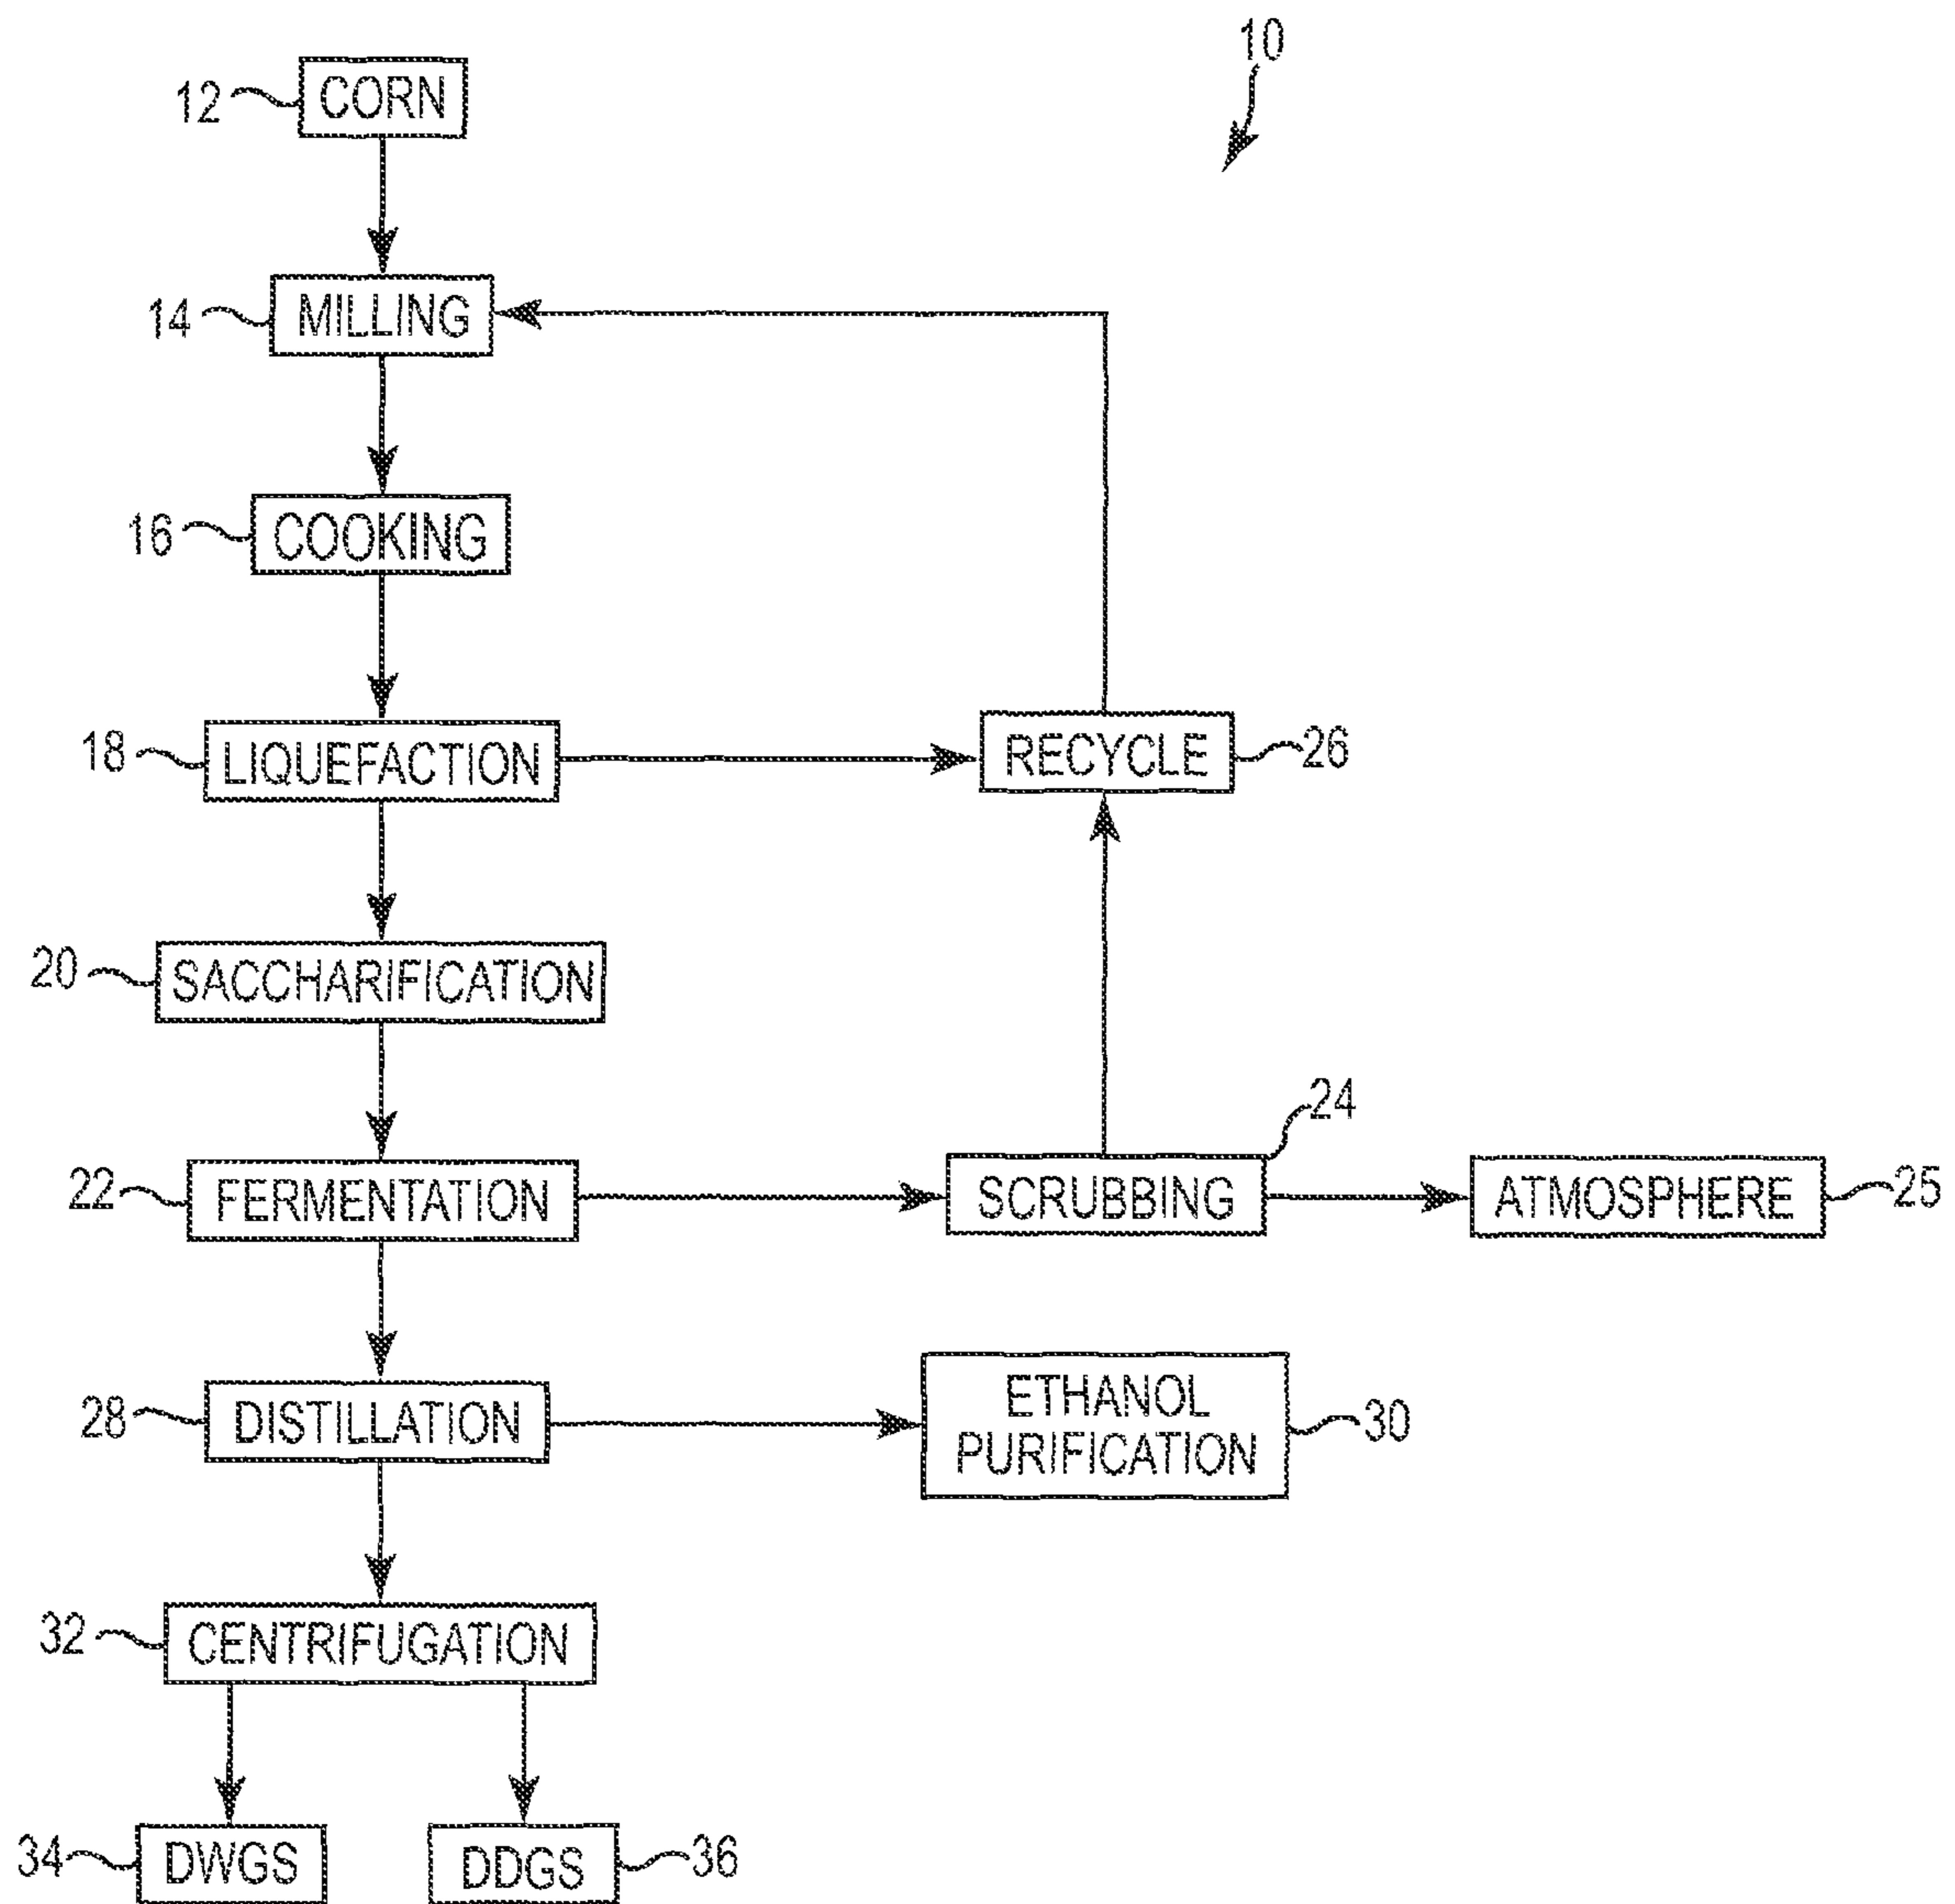 10
12 CORN
14 MILLING
16 COOKING
18 LIQUEFACTION
RECYCLE 26
20 SACCHARIFICATION
24
22 FERMENTATION
SCRUBBING
ATMOSPHERE 25
28 DISTILLATION
ETHANOL
PURIFICATION
30
32 CENTRIFUGATION
34 DWGS
DDGS 36